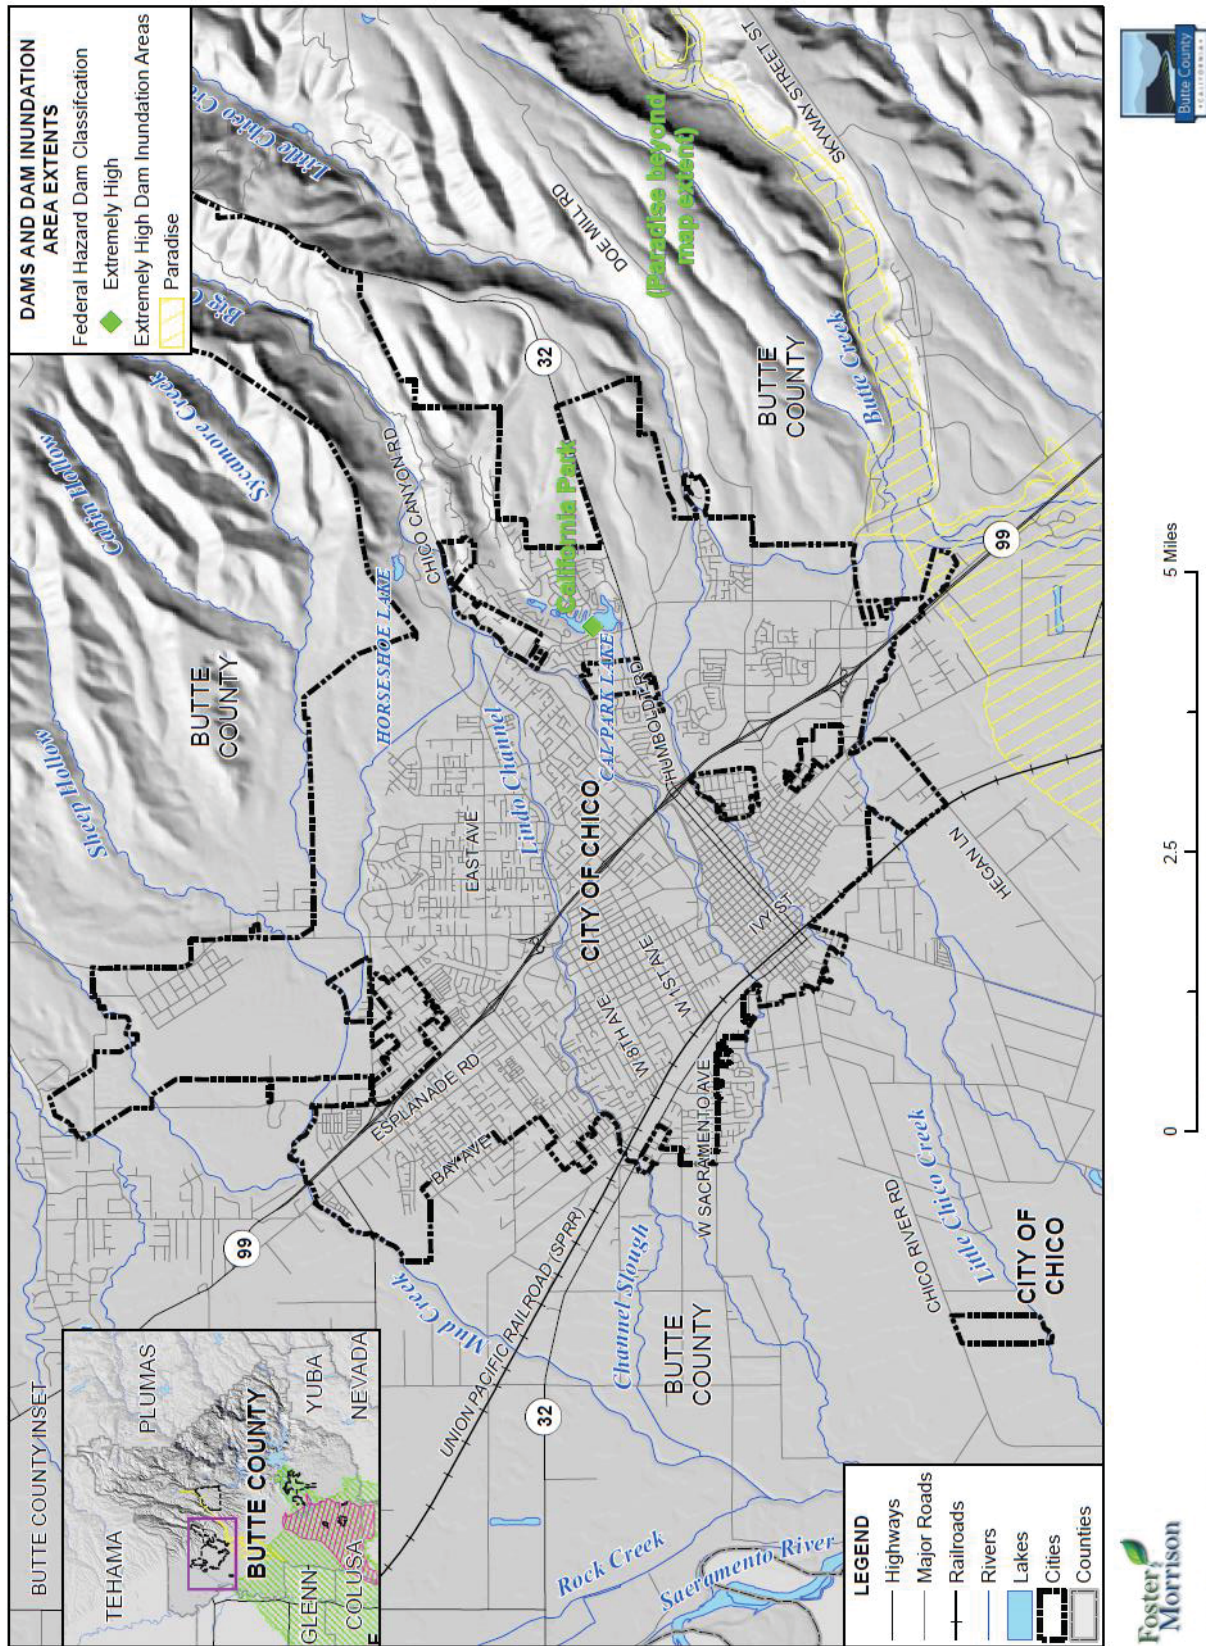 DAMS AND DAM INUNDATION
AREA EXTENTS
Federal Hazard Dam Classifcation
Extremely High
Extremely High Dam Inundation Areas
Paradise
BUTTE COUNTY INSET
TEHAMA
PLUMAS
BUTTE COUNTY
GLENN
COLUSA
YUBA
NEVADA
Sheep Hollow
Cabin Hollow
Sycamore Creek
Big C
Little Chico Cre
BUTTE
COUNTY
HORSESHOE LAKE
CHICO CANYON RD
32
DOE MILL RD
SKYWAY STREET ST
(Paradise beyond
map extent)
California Park
CAL PARK LAKE
HUMBOLDT RD
BUTTE
COUNTY
Butte Creek
99
EAST AVE
Lindo Channel
CITY OF CHICO
W 8TH AVE
W 1ST AVE
IVY ST
HEGAN LN
ESPLANADE RD
BAY AVE
W SACRAMENTO AVE
99
Mud Creek
UNION PACIFIC RAILROAD (SPRR)
Channel Slough
BUTTE
COUNTY
32
CHICO RIVER RD
Little Chico Creek
CITY OF
CHICO
Rock Creek
Sacramento River
LEGEND
Highways
Major Roads
Railroads
Rivers
Lakes
Cities
Counties
0
2.5
5 Miles
Foster
Morrison
Butte County
CALIFORNIA